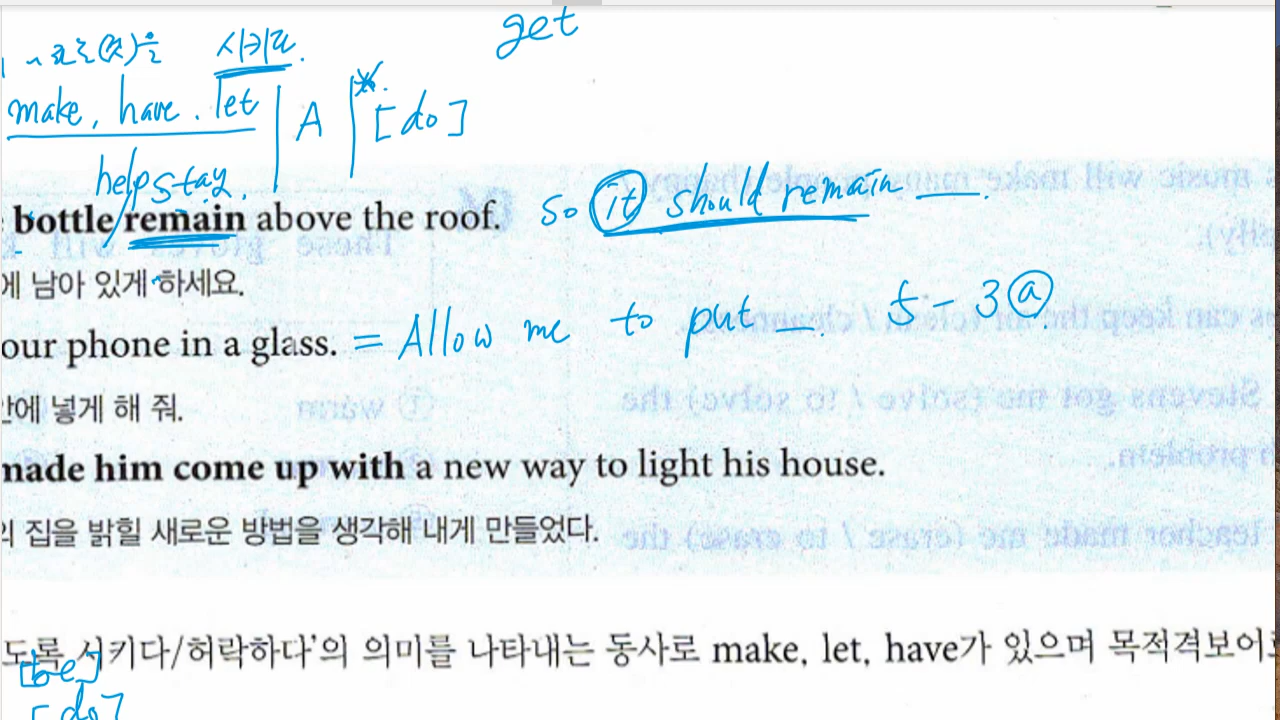 get
시키다.
make, have. let | A | * [do]
help stay.
bottle remain above the roof. so it should remain
에 남아 있게 하세요.
our phone in a glass. = Allow me to put —. 5 - 3 ⓐ.
에 넣게 해 줘.
made him come up with a new way to light his house.
집을 밝힐 새로운 방법을 생각해 내게 만들었다.
도록 시키다/허락하다'의 의미를 나타내는 동사로 make, let, have가 있으며 목적격보어로
[be]
[do]